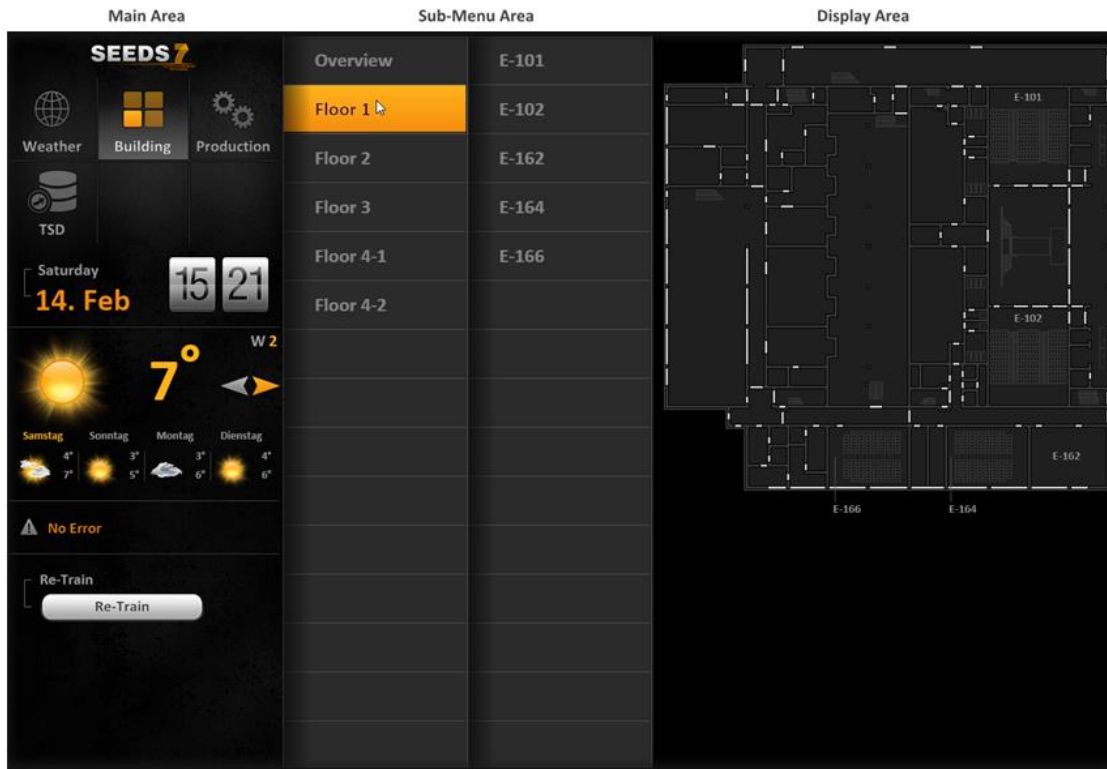 Main Area
Sub-Menu Area
Display Area
SEEDS
Weather
Building
Production
TSD
Saturday
14. Feb
15 21
W 2
7°
Samstag
Sonntag
Montag
Dienstag
4°
7°
3°
5°
3°
6°
4°
6°
No Error
Re-Train
Re-Train
Overview
Floor 1
Floor 2
Floor 3
Floor 4-1
Floor 4-2
E-101
E-102
E-162
E-164
E-166
E-101
E-102
E-162
E-166
E-164